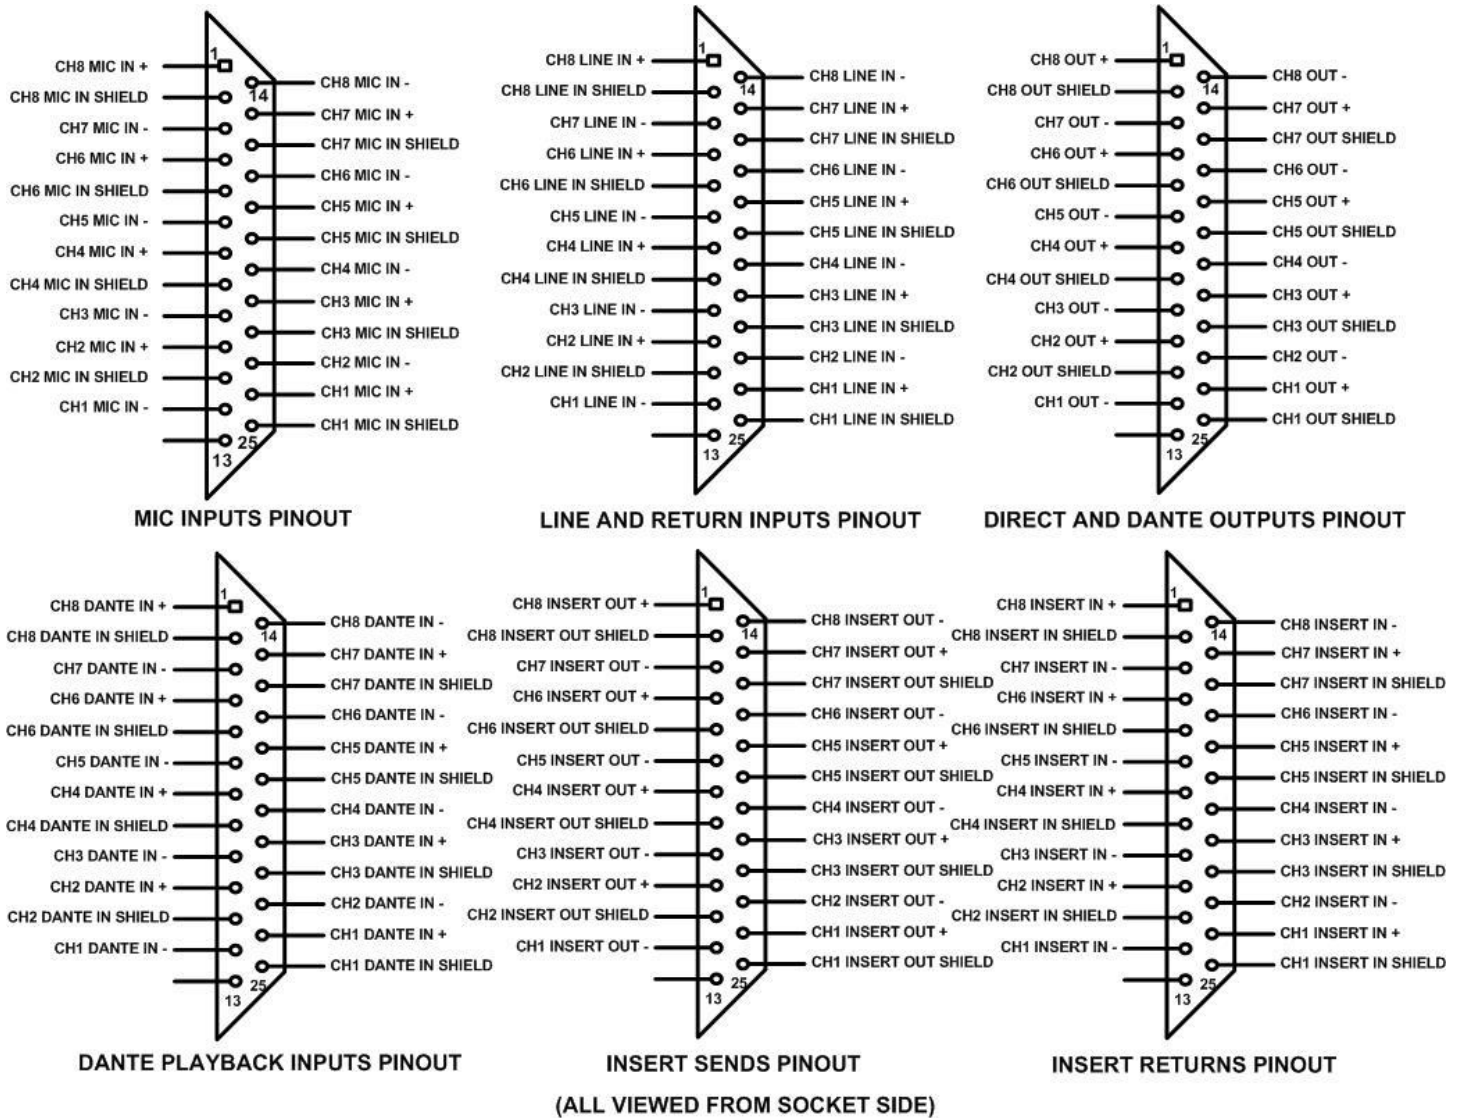 1
CH8 MIC IN +
CH8 MIC IN SHIELD
CH7 MIC IN -
CH6 MIC IN +
CH6 MIC IN SHIELD
CH5 MIC IN -
CH4 MIC IN +
CH4 MIC IN SHIELD
CH3 MIC IN -
CH2 MIC IN +
CH2 MIC IN SHIELD
CH1 MIC IN -
13
14
CH8 MIC IN -
CH7 MIC IN +
CH7 MIC IN SHIELD
CH6 MIC IN -
CH5 MIC IN +
CH5 MIC IN SHIELD
CH4 MIC IN -
CH3 MIC IN +
CH3 MIC IN SHIELD
CH2 MIC IN -
CH1 MIC IN +
CH1 MIC IN SHIELD
25
MIC INPUTS PINOUT
1
CH8 LINE IN +
CH8 LINE IN SHIELD
CH7 LINE IN -
CH6 LINE IN +
CH6 LINE IN SHIELD
CH5 LINE IN -
CH4 LINE IN +
CH4 LINE IN SHIELD
CH3 LINE IN -
CH2 LINE IN +
CH2 LINE IN SHIELD
CH1 LINE IN -
13
14
CH8 LINE IN -
CH7 LINE IN +
CH7 LINE IN SHIELD
CH6 LINE IN -
CH5 LINE IN +
CH5 LINE IN SHIELD
CH4 LINE IN -
CH3 LINE IN +
CH3 LINE IN SHIELD
CH2 LINE IN -
CH1 LINE IN +
CH1 LINE IN SHIELD
25
LINE AND RETURN INPUTS PINOUT
1
CH8 OUT +
CH8 OUT SHIELD
CH7 OUT -
CH6 OUT +
CH6 OUT SHIELD
CH5 OUT -
CH4 OUT +
CH4 OUT SHIELD
CH3 OUT -
CH2 OUT +
CH2 OUT SHIELD
CH1 OUT -
13
14
CH8 OUT -
CH7 OUT +
CH7 OUT SHIELD
CH6 OUT -
CH5 OUT +
CH5 OUT SHIELD
CH4 OUT -
CH3 OUT +
CH3 OUT SHIELD
CH2 OUT -
CH1 OUT +
CH1 OUT SHIELD
25
DIRECT AND DANTE OUTPUTS PINOUT
1
CH8 DANTE IN +
CH8 DANTE IN SHIELD
CH7 DANTE IN -
CH6 DANTE IN +
CH6 DANTE IN SHIELD
CH5 DANTE IN -
CH4 DANTE IN +
CH4 DANTE IN SHIELD
CH3 DANTE IN -
CH2 DANTE IN +
CH2 DANTE IN SHIELD
CH1 DANTE IN -
13
14
CH8 DANTE IN -
CH7 DANTE IN +
CH7 DANTE IN SHIELD
CH6 DANTE IN -
CH5 DANTE IN +
CH5 DANTE IN SHIELD
CH4 DANTE IN -
CH3 DANTE IN +
CH3 DANTE IN SHIELD
CH2 DANTE IN -
CH1 DANTE IN +
CH1 DANTE IN SHIELD
25
DANTE PLAYBACK INPUTS PINOUT
1
CH8 INSERT OUT +
CH8 INSERT OUT SHIELD
CH7 INSERT OUT -
CH6 INSERT OUT +
CH6 INSERT OUT SHIELD
CH5 INSERT OUT -
CH4 INSERT OUT +
CH4 INSERT OUT SHIELD
CH3 INSERT OUT -
CH2 INSERT OUT +
CH2 INSERT OUT SHIELD
CH1 INSERT OUT -
13
14
CH8 INSERT OUT -
CH7 INSERT OUT +
CH7 INSERT OUT SHIELD
CH6 INSERT OUT -
CH5 INSERT OUT +
CH5 INSERT OUT SHIELD
CH4 INSERT OUT -
CH3 INSERT OUT +
CH3 INSERT OUT SHIELD
CH2 INSERT OUT -
CH1 INSERT OUT +
CH1 INSERT OUT SHIELD
25
INSERT SENDS PINOUT
1
CH8 INSERT IN +
CH8 INSERT IN SHIELD
CH7 INSERT IN -
CH6 INSERT IN +
CH6 INSERT IN SHIELD
CH5 INSERT IN -
CH4 INSERT IN +
CH4 INSERT IN SHIELD
CH3 INSERT IN -
CH2 INSERT IN +
CH2 INSERT IN SHIELD
CH1 INSERT IN -
13
14
CH8 INSERT IN -
CH7 INSERT IN +
CH7 INSERT IN SHIELD
CH6 INSERT IN -
CH5 INSERT IN +
CH5 INSERT IN SHIELD
CH4 INSERT IN -
CH3 INSERT IN +
CH3 INSERT IN SHIELD
CH2 INSERT IN -
CH1 INSERT IN +
CH1 INSERT IN SHIELD
25
INSERT RETURNS PINOUT
(ALL VIEWED FROM SOCKET SIDE)